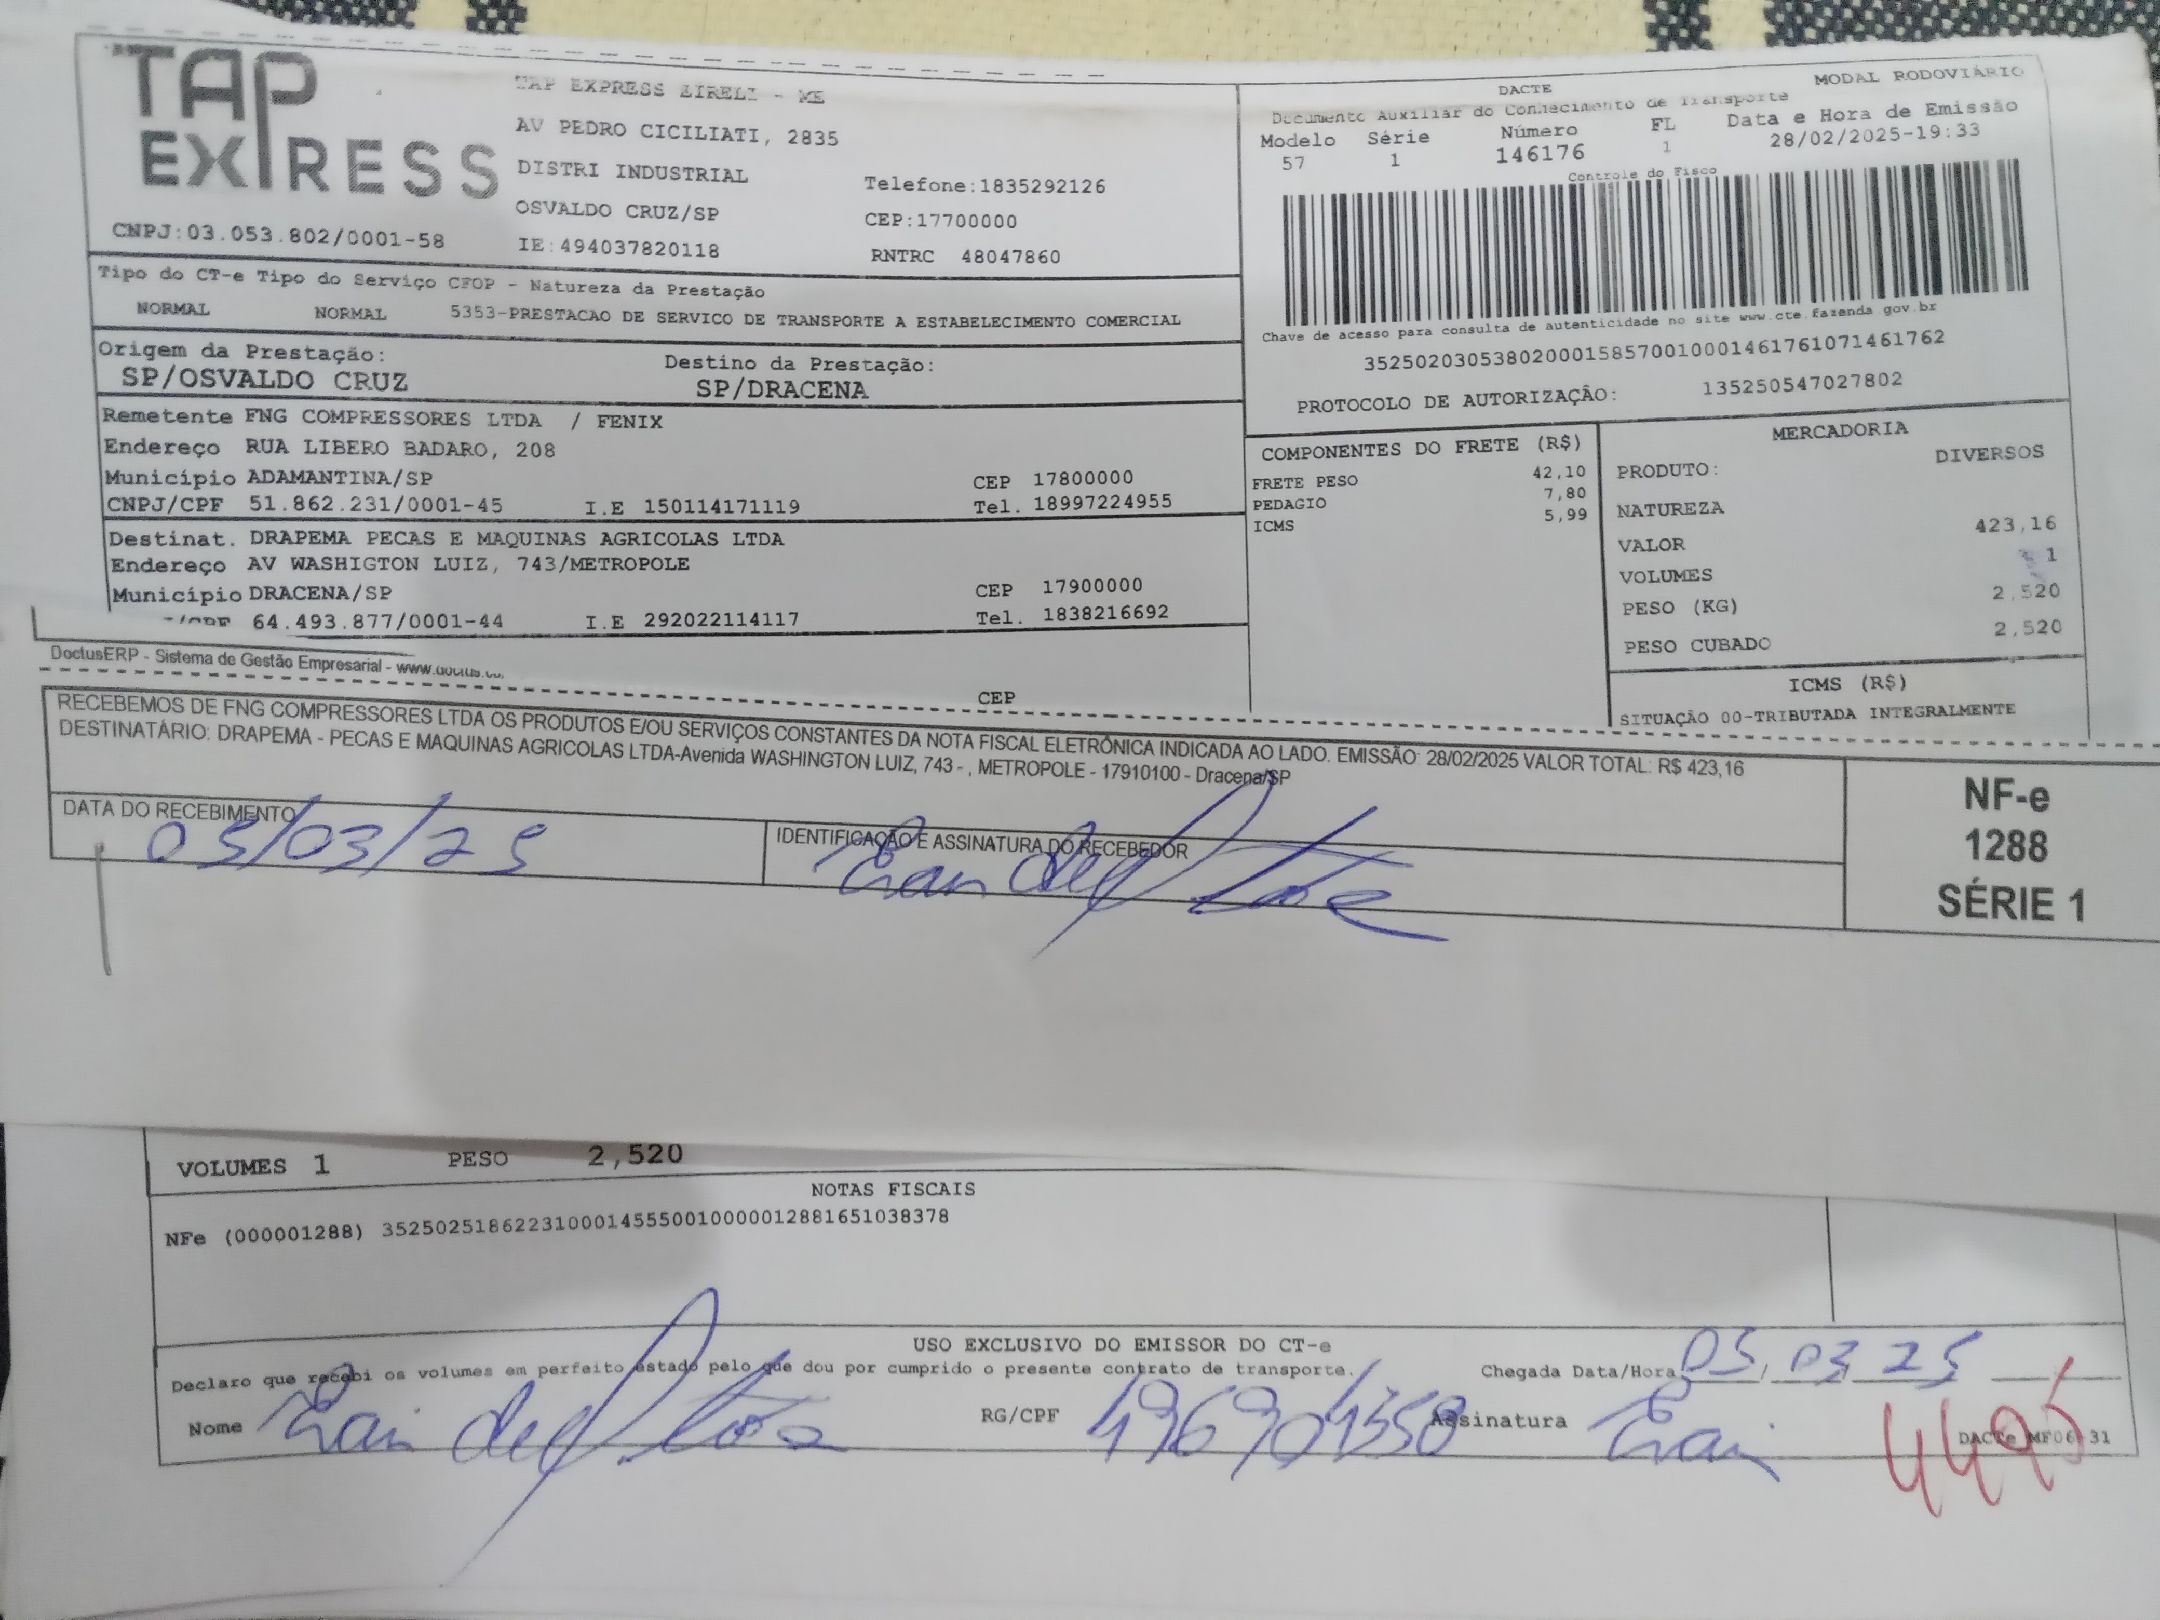 TAP
EXPRESS
CNPJ:03.053.802/0001-58
TAP EXPRESS EIRELI - ME
AV PEDRO CICILIATI, 2835
DISTRI INDUSTRIAL
OSVALDO CRUZ/SP
IE:494037820118
Telefone:1835292126
CEP:17700000
RNTRC 48047860
DACTE
MODAL RODOVIÁRIO
Documento Auxiliar do Conhecimento de Transporte
Modelo Série Número FL Data e Hora de Emissão
57 1 146176 1 28/02/2025-19:33
Controle do Fisco
Chave de acesso para consulta de autenticidade no site www.cte.fazenda gov.br
35250203053802000158570010001461761071461762
PROTOCOLO DE AUTORIZAÇÃO: 135250547027802
Tipo do CT-e Tipo do Serviço CFOP - Natureza da Prestação
NORMAL NORMAL 5353-PRESTACAO DE SERVICO DE TRANSPORTE A ESTABELECIMENTO COMERCIAL
Origem da Prestação: Destino da Prestação:
SP/OSVALDO CRUZ SP/DRACENA
Remetente FNG COMPRESSORES LTDA / FENIX
Endereço RUA LIBERO BADARO, 208
Município ADAMANTINA/SP CEP 17800000
CNPJ/CPF 51.862.231/0001-45 I.E 150114171119 Tel. 18997224955
Destinat. DRAPEMA PECAS E MAQUINAS AGRICOLAS LTDA
Endereço AV WASHIGTON LUIZ, 743/METROPOLE
Município DRACENA/SP CEP 17900000
64.493.877/0001-44 I.E 292022114117 Tel. 1838216692
CEP
COMPONENTES DO FRETE (R$)
FRETE PESO 42,10
PEDAGIO 7,80
ICMS 5,99
MERCADORIA
PRODUTO: DIVERSOS
NATUREZA
VALOR 423,16
VOLUMES 1
PESO (KG) 2,520
PESO CUBADO 2,520
ICMS (R$)
SITUAÇÃO 00-TRIBUTADA INTEGRALMENTE
DoctusERP - Sistema de Gestão Empresarial - www.doctus.co
RECEBEMOS DE FNG COMPRESSORES LTDA OS PRODUTOS E/OU SERVIÇOS CONSTANTES DA NOTA FISCAL ELETRÔNICA INDICADA AO LADO. EMISSÃO: 28/02/2025 VALOR TOTAL: R$ 423,16
DESTINATÁRIO: DRAPEMA - PECAS E MAQUINAS AGRICOLAS LTDA-Avenida WASHINGTON LUIZ, 743 - , METROPOLE - 17910100 - Dracena/SP
DATA DO RECEBIMENTO
05/03/25
IDENTIFICAÇÃO E ASSINATURA DO RECEBEDOR
NF-e
1288
SÉRIE 1
VOLUMES 1 PESO 2,520
NOTAS FISCAIS
NFe (000001288) 35250251862231000145550010000012881651038378
USO EXCLUSIVO DO EMISSOR DO CT-e
Declaro que recebi os volumes em perfeito estado pelo que dou por cumprido o presente contrato de transporte. Chegada Data/Hora 05, 03, 25
Nome RG/CPF 496904358 Assinatura
DACTe MF06-31